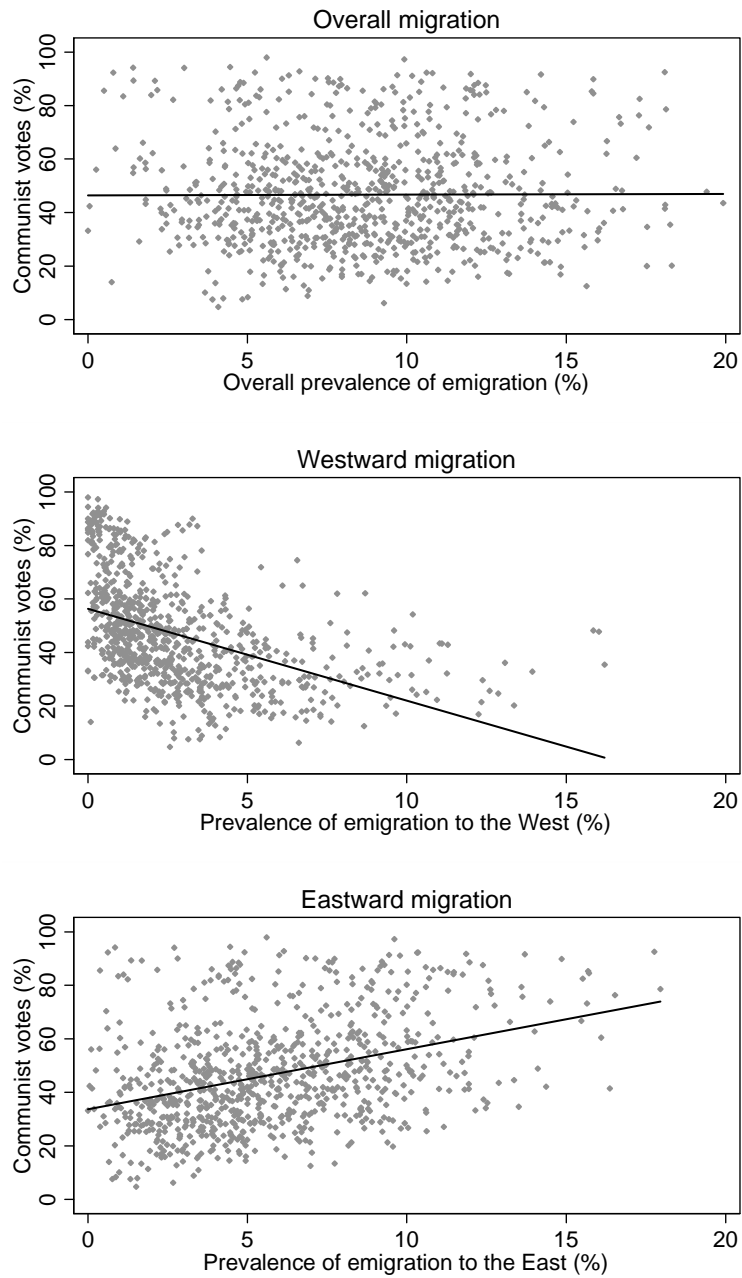 Overall migration
Communist votes (%)
0 20 40 60 80 100
0 5 10 15 20
Overall prevalence of emigration (%)
Westward migration
Communist votes (%)
0 20 40 60 80 100
0 5 10 15 20
Prevalence of emigration to the West (%)
Eastward migration
Communist votes (%)
0 20 40 60 80 100
0 5 10 15 20
Prevalence of emigration to the East (%)